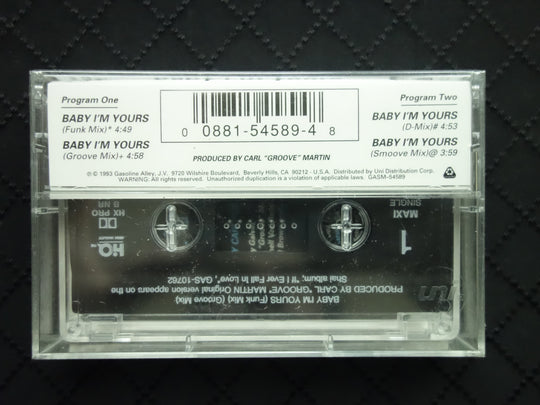 Program One
BABY I'M YOURS
(Funk Mix)* 4:49
BABY I'M YOURS
(Groove Mix)+ 4:58
0 0881-54589-4 8
PRODUCED BY CARL "GROOVE" MARTIN
Program Two
BABY I'M YOURS
(D-Mix)# 4:53
BABY I'M YOURS
(Smoove Mix)@ 3:59
℗ © 1993 Gasoline Alley, J.V. 9720 Wilshire Boulevard, Beverly Hills, CA 90212 - U.S.A. Distributed by Uni Distribution Corp.
WARNING: All rights reserved. Unauthorized duplication is a violation of applicable laws. GASM-54589
BABY I'M YOURS (Funk Mix) (Groove Mix)
PRODUCED BY CARL "GROOVE" MARTIN Original version appears on the
Shai album, "If I Ever Fall In Love", GAS-10762
1
MAXI
SINGLE
HX PRO
B NR
HQ